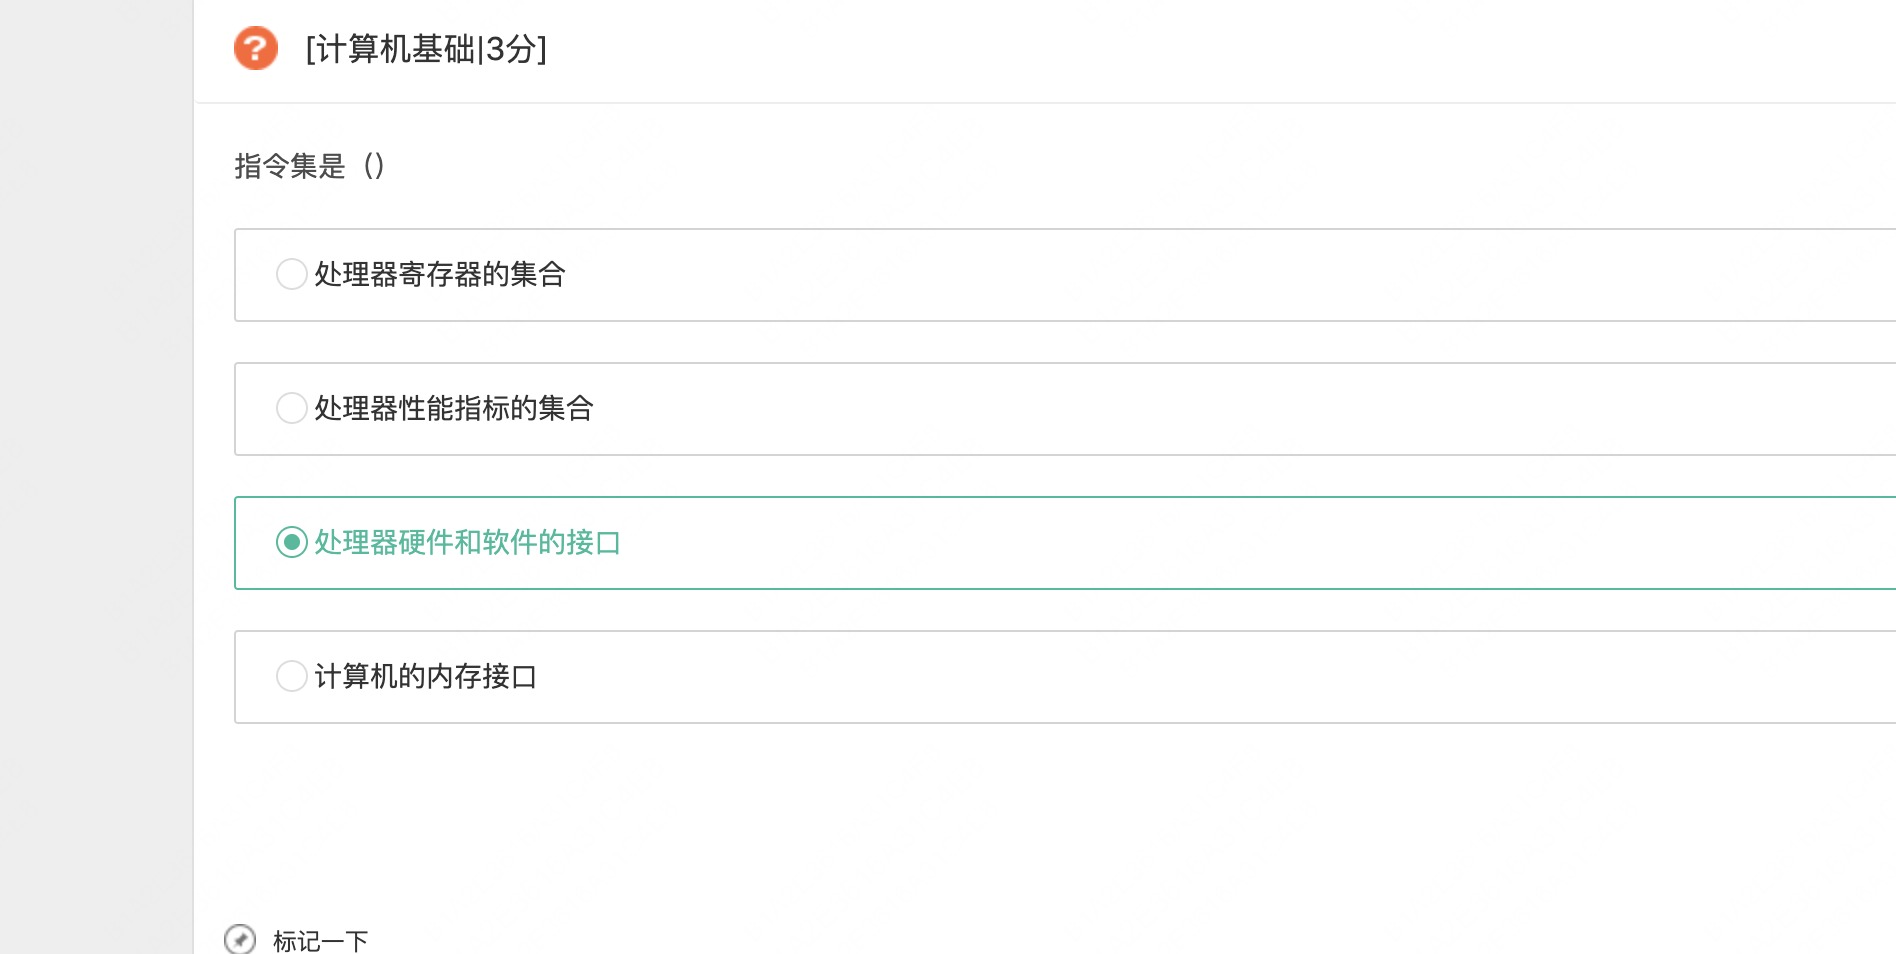 [计算机基础|3分]
指令集是（）
处理器寄存器的集合
处理器性能指标的集合
处理器硬件和软件的接口
计算机的内存接口
标记一下